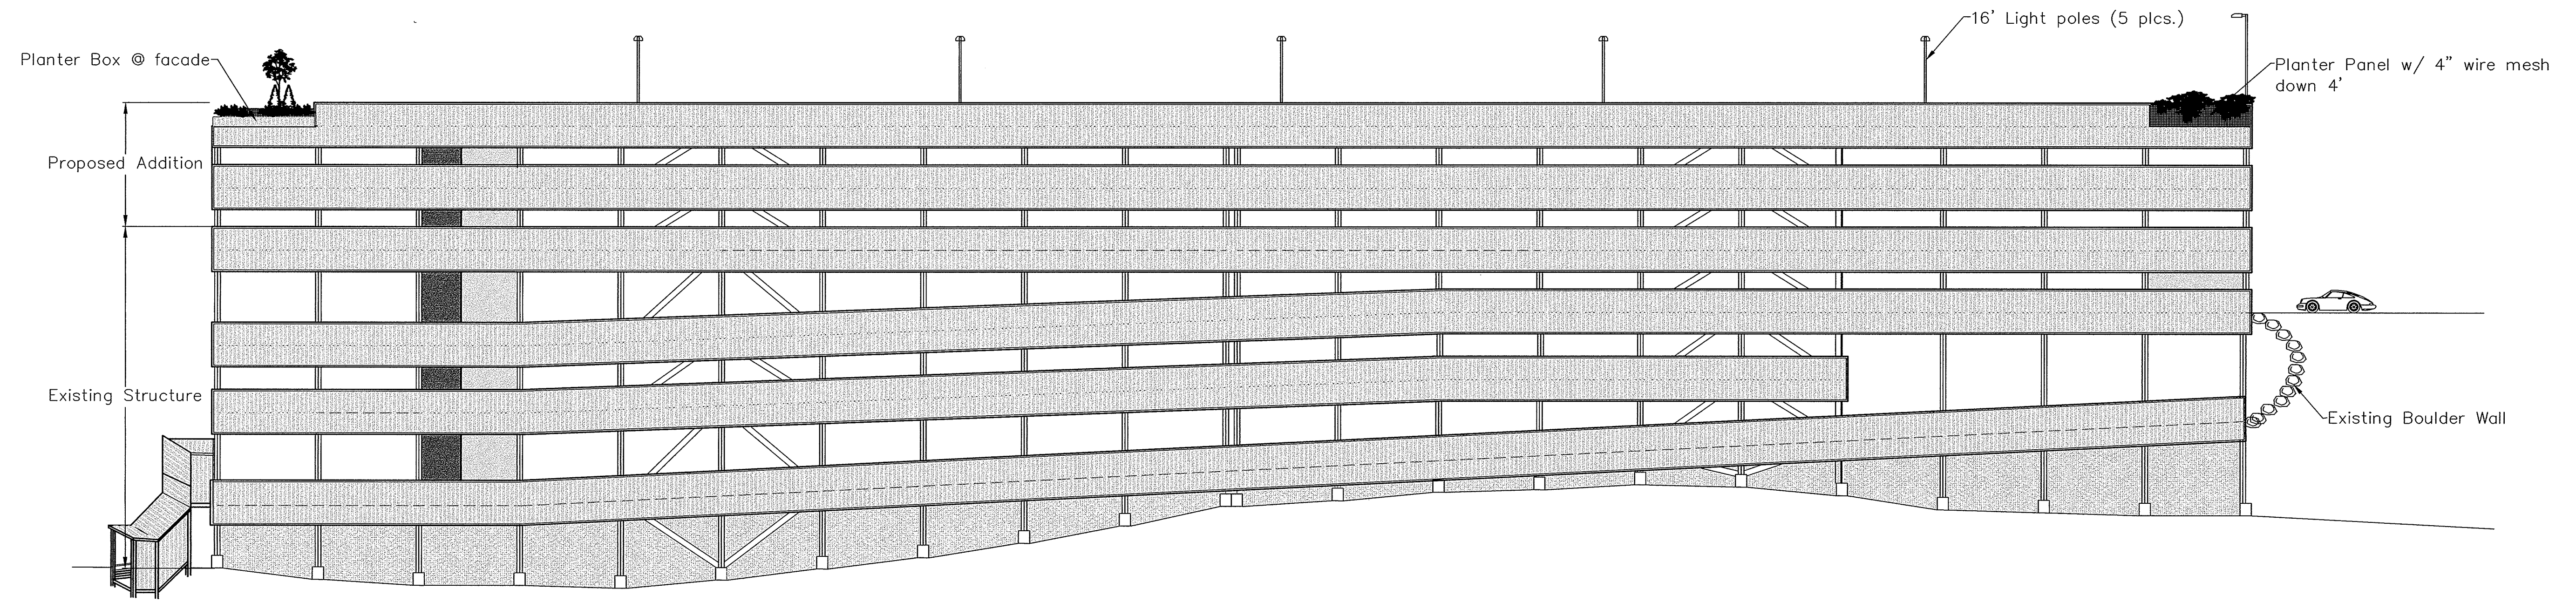 16' Light poles (5 plcs.)
Planter Box @ facade
Planter Panel w/ 4" wire mesh
down 4'
Proposed Addition
Existing Structure
Existing Boulder Wall